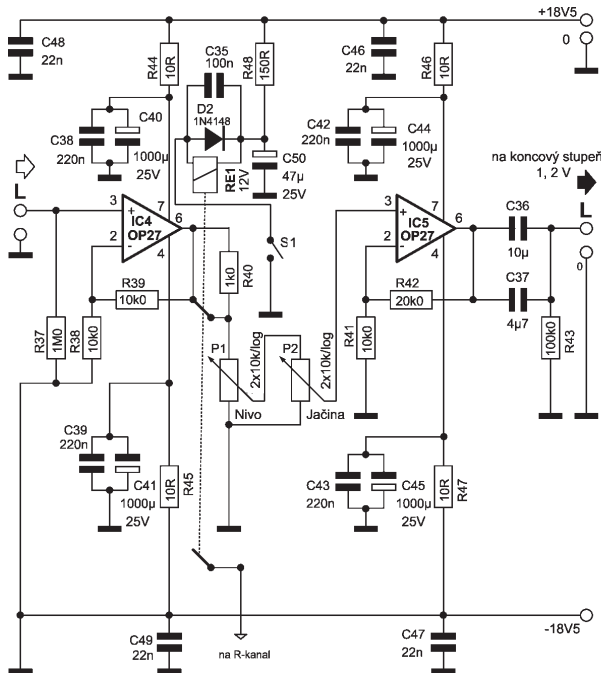 +18V5
0
C48
22n
R44
10R
C35
100n
R48
150R
C46
22n
R46
10R
D2
1N4148
C40
C38
220n
1000µ
25V
RE1
12V
C50
47µ
25V
C42
220n
C44
1000µ
25V
na koncový stupeň
1, 2 V
L
3
+
7
IC4
OP27
6
2
-
4
S1
3
+
7
IC5
OP27
6
2
-
4
C36
10µ
L
0
R39
10k0
1k0
R40
R42
20k0
C37
4µ7
R37
1M0
R38
10k0
P1
2x10k/log
Nivo
P2
2x10k/log
Jačina
R41
10k0
100k0
R43
C39
220n
C41
1000µ
25V
10R
R45
C43
220n
C45
1000µ
25V
10R
R47
-18V5
C49
22n
na R-kanal
C47
22n